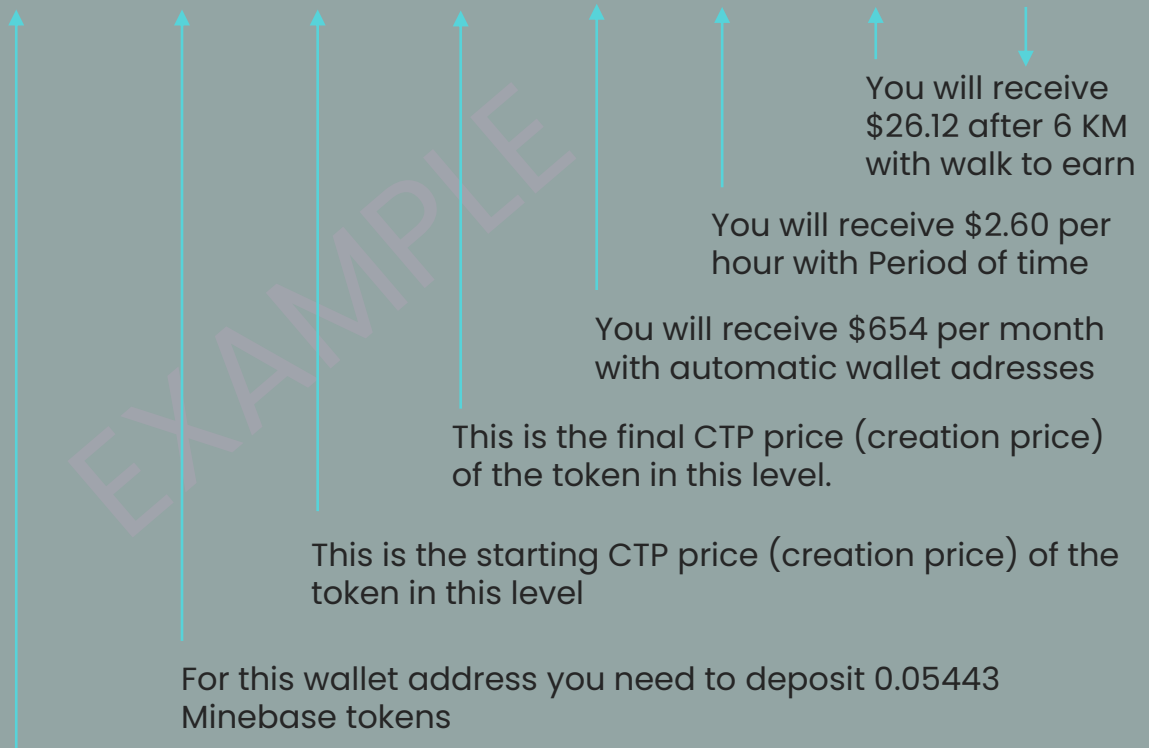 You will receive
$26.12 after 6 KM
with walk to earn
You will receive $2.60 per
hour with Period of time
You will receive $654 per month
with automatic wallet adresses
This is the final CTP price (creation price)
of the token in this level.
This is the starting CTP price (creation price) of the
token in this level
For this wallet address you need to deposit 0.05443
Minebase tokens
EXAMPLE